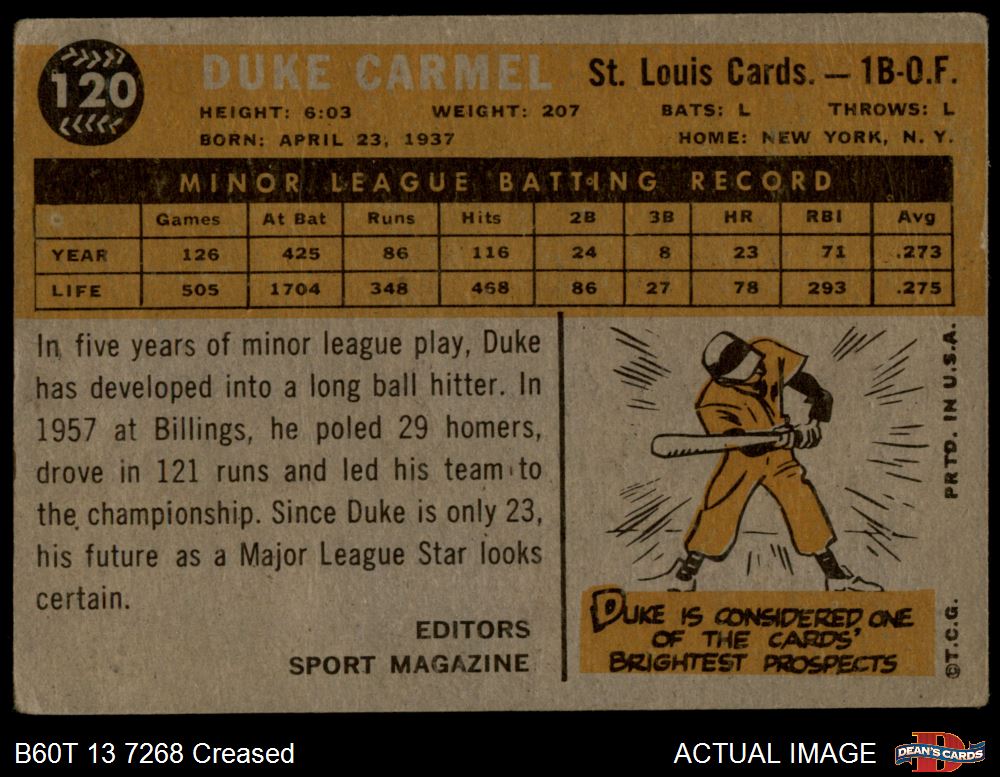 120
DUKE CARMEL St. Louis Cards. — 1B-O.F.
HEIGHT: 6:03 WEIGHT: 207 BATS: L THROWS: L
BORN: APRIL 23, 1937 HOME: NEW YORK, N. Y.
MINOR LEAGUE BATTING RECORD
Games At Bat Runs Hits 2B 3B HR RBI Avg
YEAR 126 425 86 116 24 8 23 71 .273
LIFE 505 1704 348 468 86 27 78 293 .275
In five years of minor league play, Duke
has developed into a long ball hitter. In
1957 at Billings, he poled 29 homers,
drove in 121 runs and led his team to
the championship. Since Duke is only 23,
his future as a Major League Star looks
certain.
EDITORS
SPORT MAGAZINE
DUKE IS CONSIDERED ONE
OF THE CARDS'
BRIGHTEST PROSPECTS
©T.C.G. PRTD. IN U.S.A.
B60T 13 7268 Creased
ACTUAL IMAGE
DEAN'S CARDS